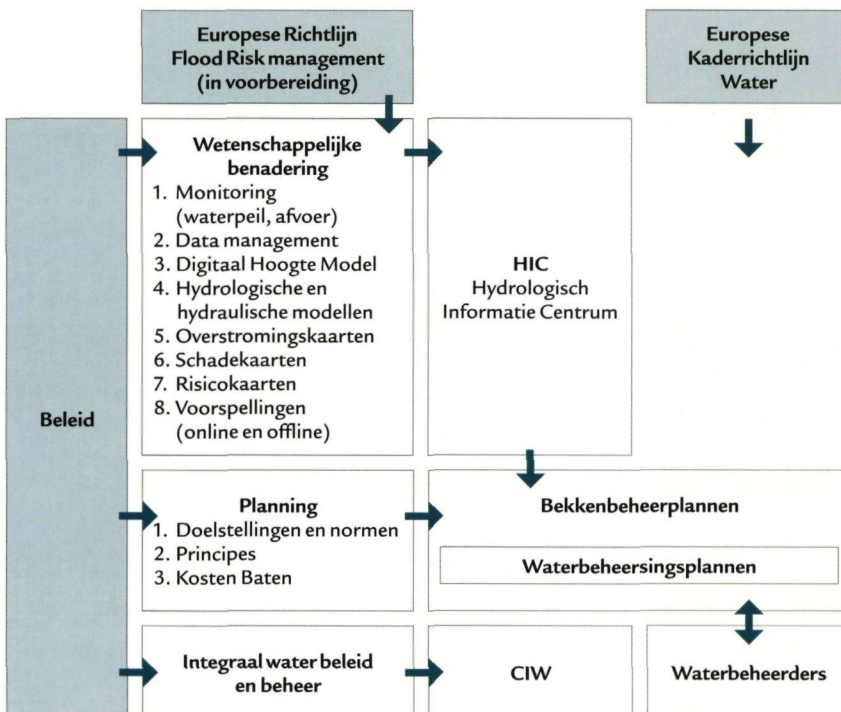 Europese Richtlijn
Flood Risk management
(in voorbereiding)
Europese
Kaderrichtlijn
Water
Beleid
Wetenschappelijke
benadering
1. Monitoring
(waterpeil, afvoer)
2. Data management
3. Digitaal Hoogte Model
4. Hydrologische en
hydraulische modellen
5. Overstromingskaarten
6. Schadekaarten
7. Risicokaarten
8. Voorspellingen
(online en offline)
HIC
Hydrologisch
Informatie Centrum
Planning
1. Doelstellingen en normen
2. Principes
3. Kosten Baten
Bekkenbeheerplannen
Waterbeheersingsplannen
Integraal water beleid
en beheer
CIW
Waterbeheerders